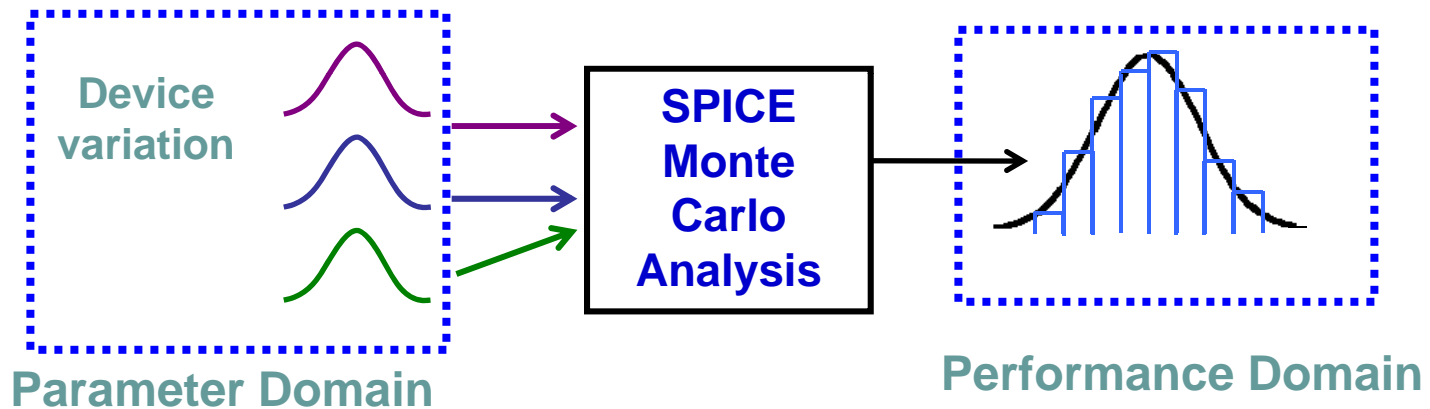 Device
variation
SPICE
Monte
Carlo
Analysis
Parameter Domain
Performance Domain